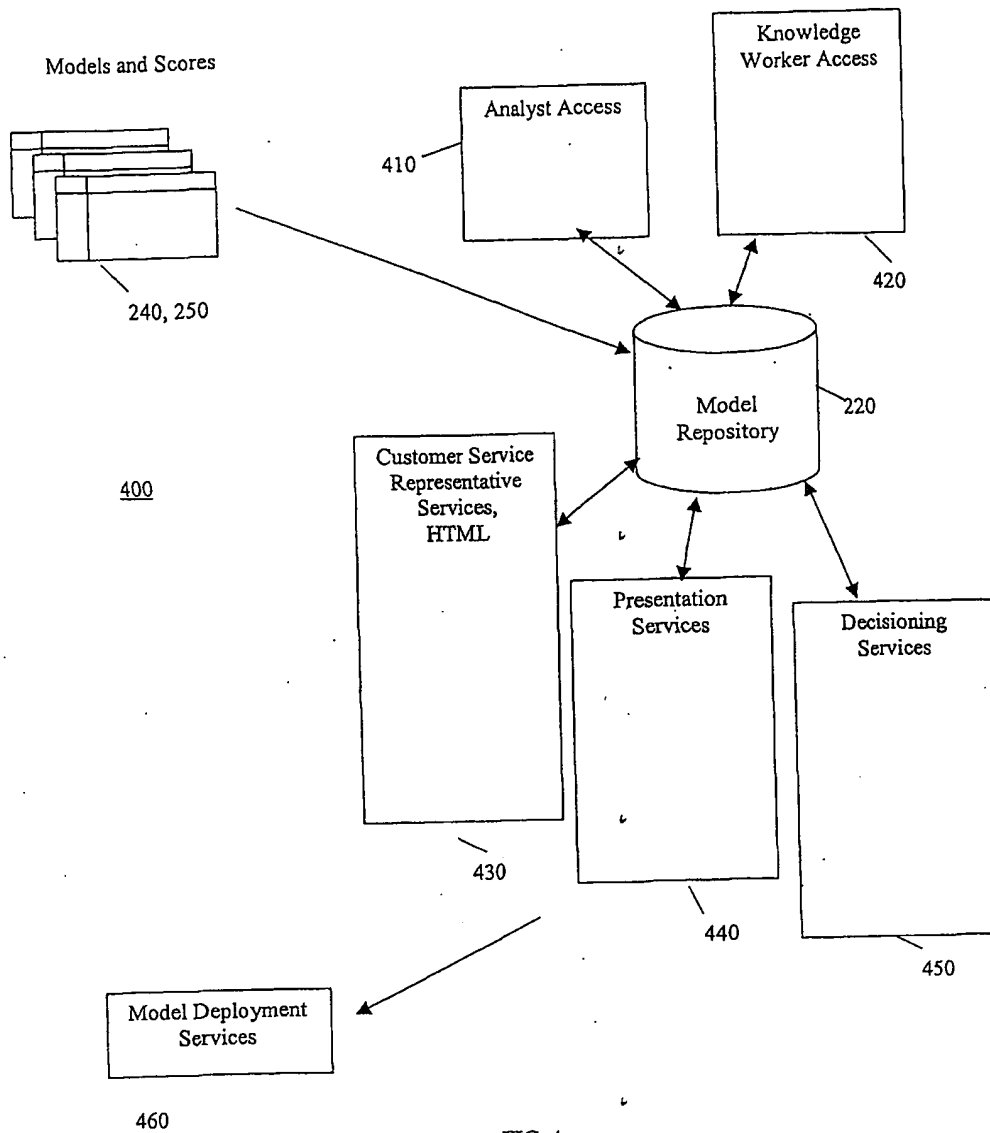 Models and Scores
Knowledge
Worker Access
Analyst Access
410
420
240, 250
Model
Repository
220
400
Customer Service
Representative
Services,
HTML
Presentation
Services
Decisioning
Services
430
440
450
Model Deployment
Services
460